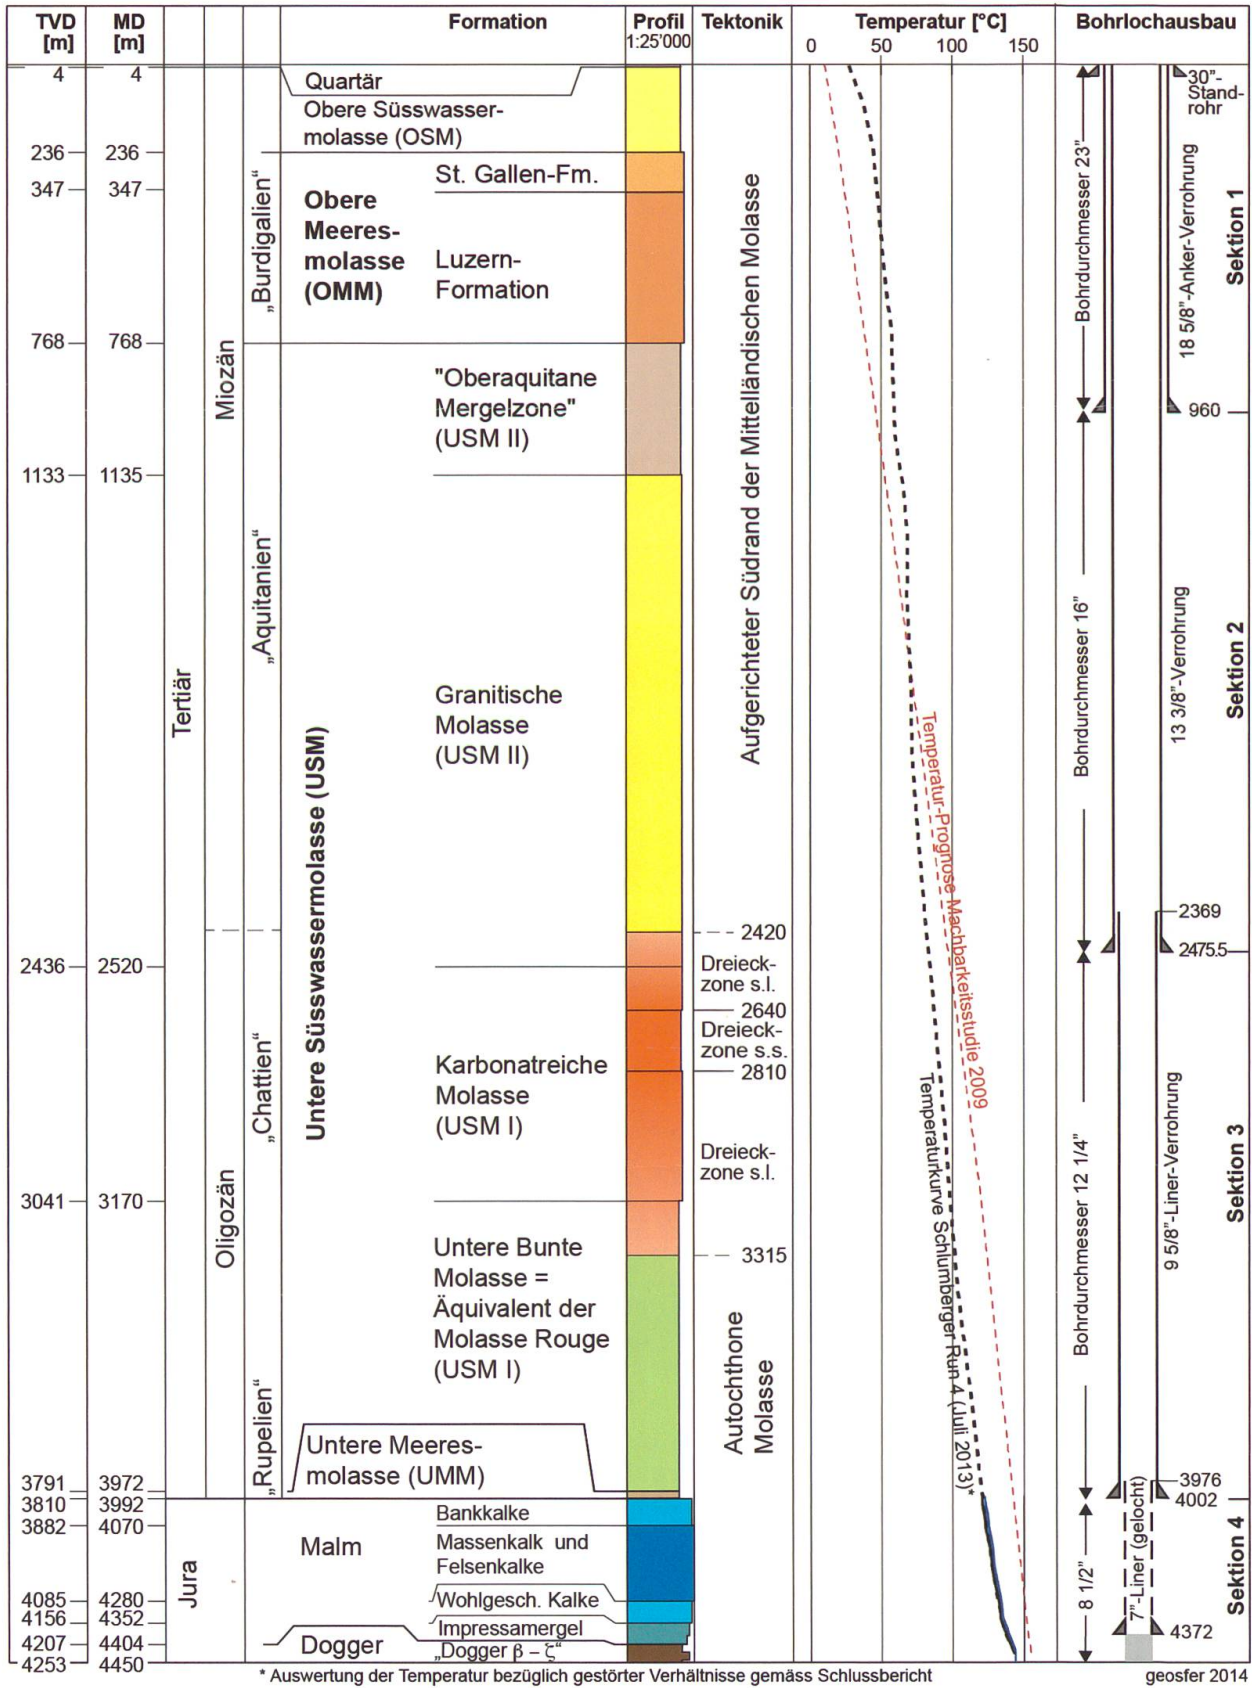 TVD
[m]
MD
[m]
Formation
Profil
1:25'000
Tektonik
Temperatur [°C]
0 50 100 150
Bohrlochausbau
4 4
236 236
347 347
768 768
1133 1135
2436 2520
3041 3170
3791 3972
3810 3992
3882 4070
4085 4280
4156 4352
4207 4404
4253 4450
Tertiär
Jura
Miozän
Oligozän
„Burdigalien“
„Aquitanien“
„Chattien“
„Rupelien“
Quartär
Obere Süsswasser-
molasse (OSM)
Obere
Meeres-
molasse
(OMM)
St. Gallen-Fm.
Luzern-
Formation
Untere Süsswassermolasse (USM)
"Oberaquitane
Mergelzone"
(USM II)
Granitische
Molasse
(USM II)
Karbonatreiche
Molasse
(USM I)
Untere Bunte
Molasse =
Äquivalent der
Molasse Rouge
(USM I)
Untere Meeres-
molasse (UMM)
Malm
Bankkalke
Massenkalk und
Felsenkalke
Wohlgesch. Kalke
Impressamergel
Dogger
„Dogger β – ζ“
Aufgerichteter Südrand der Mittelländischen Molasse
2420
Dreieck-
zone s.l.
2640
Dreieck-
zone s.s.
2810
Dreieck-
zone s.l.
3315
Autochthone
Molasse
Temperatur-Prognose Machbarkeitsstudie 2009
Temperaturkurve Schlumberger Run 4 (Juli 2013)*
Bohrdurchmesser 23”
Bohrdurchmesser 16”
Bohrdurchmesser 12 1/4”
8 1/2”
30”-
Stand-
rohr
18 5/8”-Anker-Verrohrung
960
13 3/8”-Verrohrung
2369
2475.5
9 5/8”-Liner-Verrohrung
3976
4002
7”-Liner (gelocht)
4372
Sektion 1
Sektion 2
Sektion 3
Sektion 4
* Auswertung der Temperatur bezüglich gestörter Verhältnisse gemäss Schlussbericht
geosfer 2014